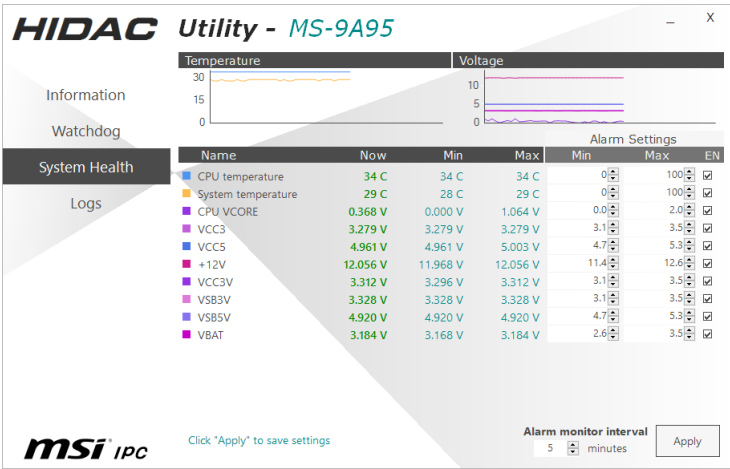 HIDAC Utility - MS-9A95
_ X
Temperature Voltage
30
15
0
10
5
0
Information
Watchdog
System Health
Logs
Alarm Settings
Name Now Min Max Min Max EN
CPU temperature 34 C 34 C 34 C 0 100
System temperature 29 C 28 C 29 C 0 100
CPU VCORE 0.368 V 0.000 V 1.064 V 0.0 2.0
VCC3 3.279 V 3.279 V 3.279 V 3.1 3.5
VCC5 4.961 V 4.961 V 5.003 V 4.7 5.3
+12V 12.056 V 11.968 V 12.056 V 11.4 12.6
VCC3V 3.312 V 3.296 V 3.312 V 3.1 3.5
VSB3V 3.328 V 3.328 V 3.328 V 3.1 3.5
VSB5V 4.920 V 4.920 V 4.920 V 4.7 5.3
VBAT 3.184 V 3.168 V 3.184 V 2.6 3.5
msi IPC
Click "Apply" to save settings
Alarm monitor interval
5 minutes
Apply